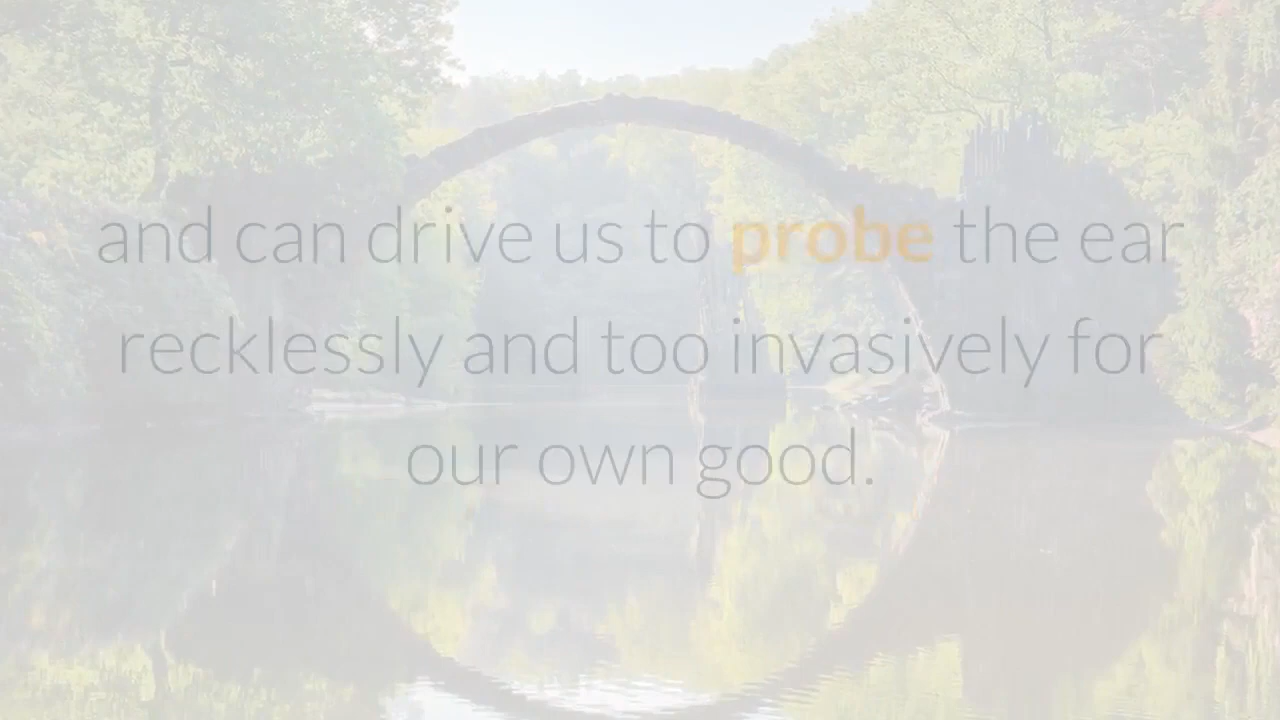 and can drive us to probe the ear
recklessly and too invasively for
our own good.